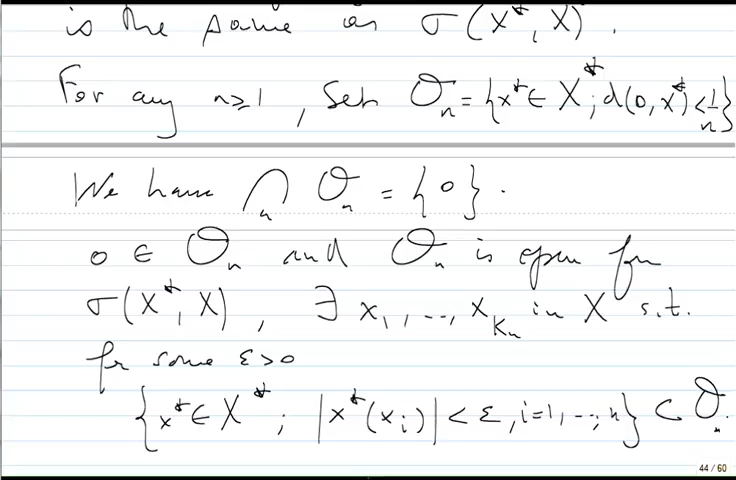 is the same as σ(X*, X).
For any n≥1, set O_n = {x* ∈ X*; d(0, x*) < 1/n}
We have ⋂_n O_n = {0}.
0 ∈ O_n and O_n is open for
σ(X*, X), ∃ x_1, .., x_{K_n} in X s.t.
for some ε>0
{x* ∈ X*; |x*(x_i)| < ε, i=1,..,n} ⊂ O_n
44 / 60